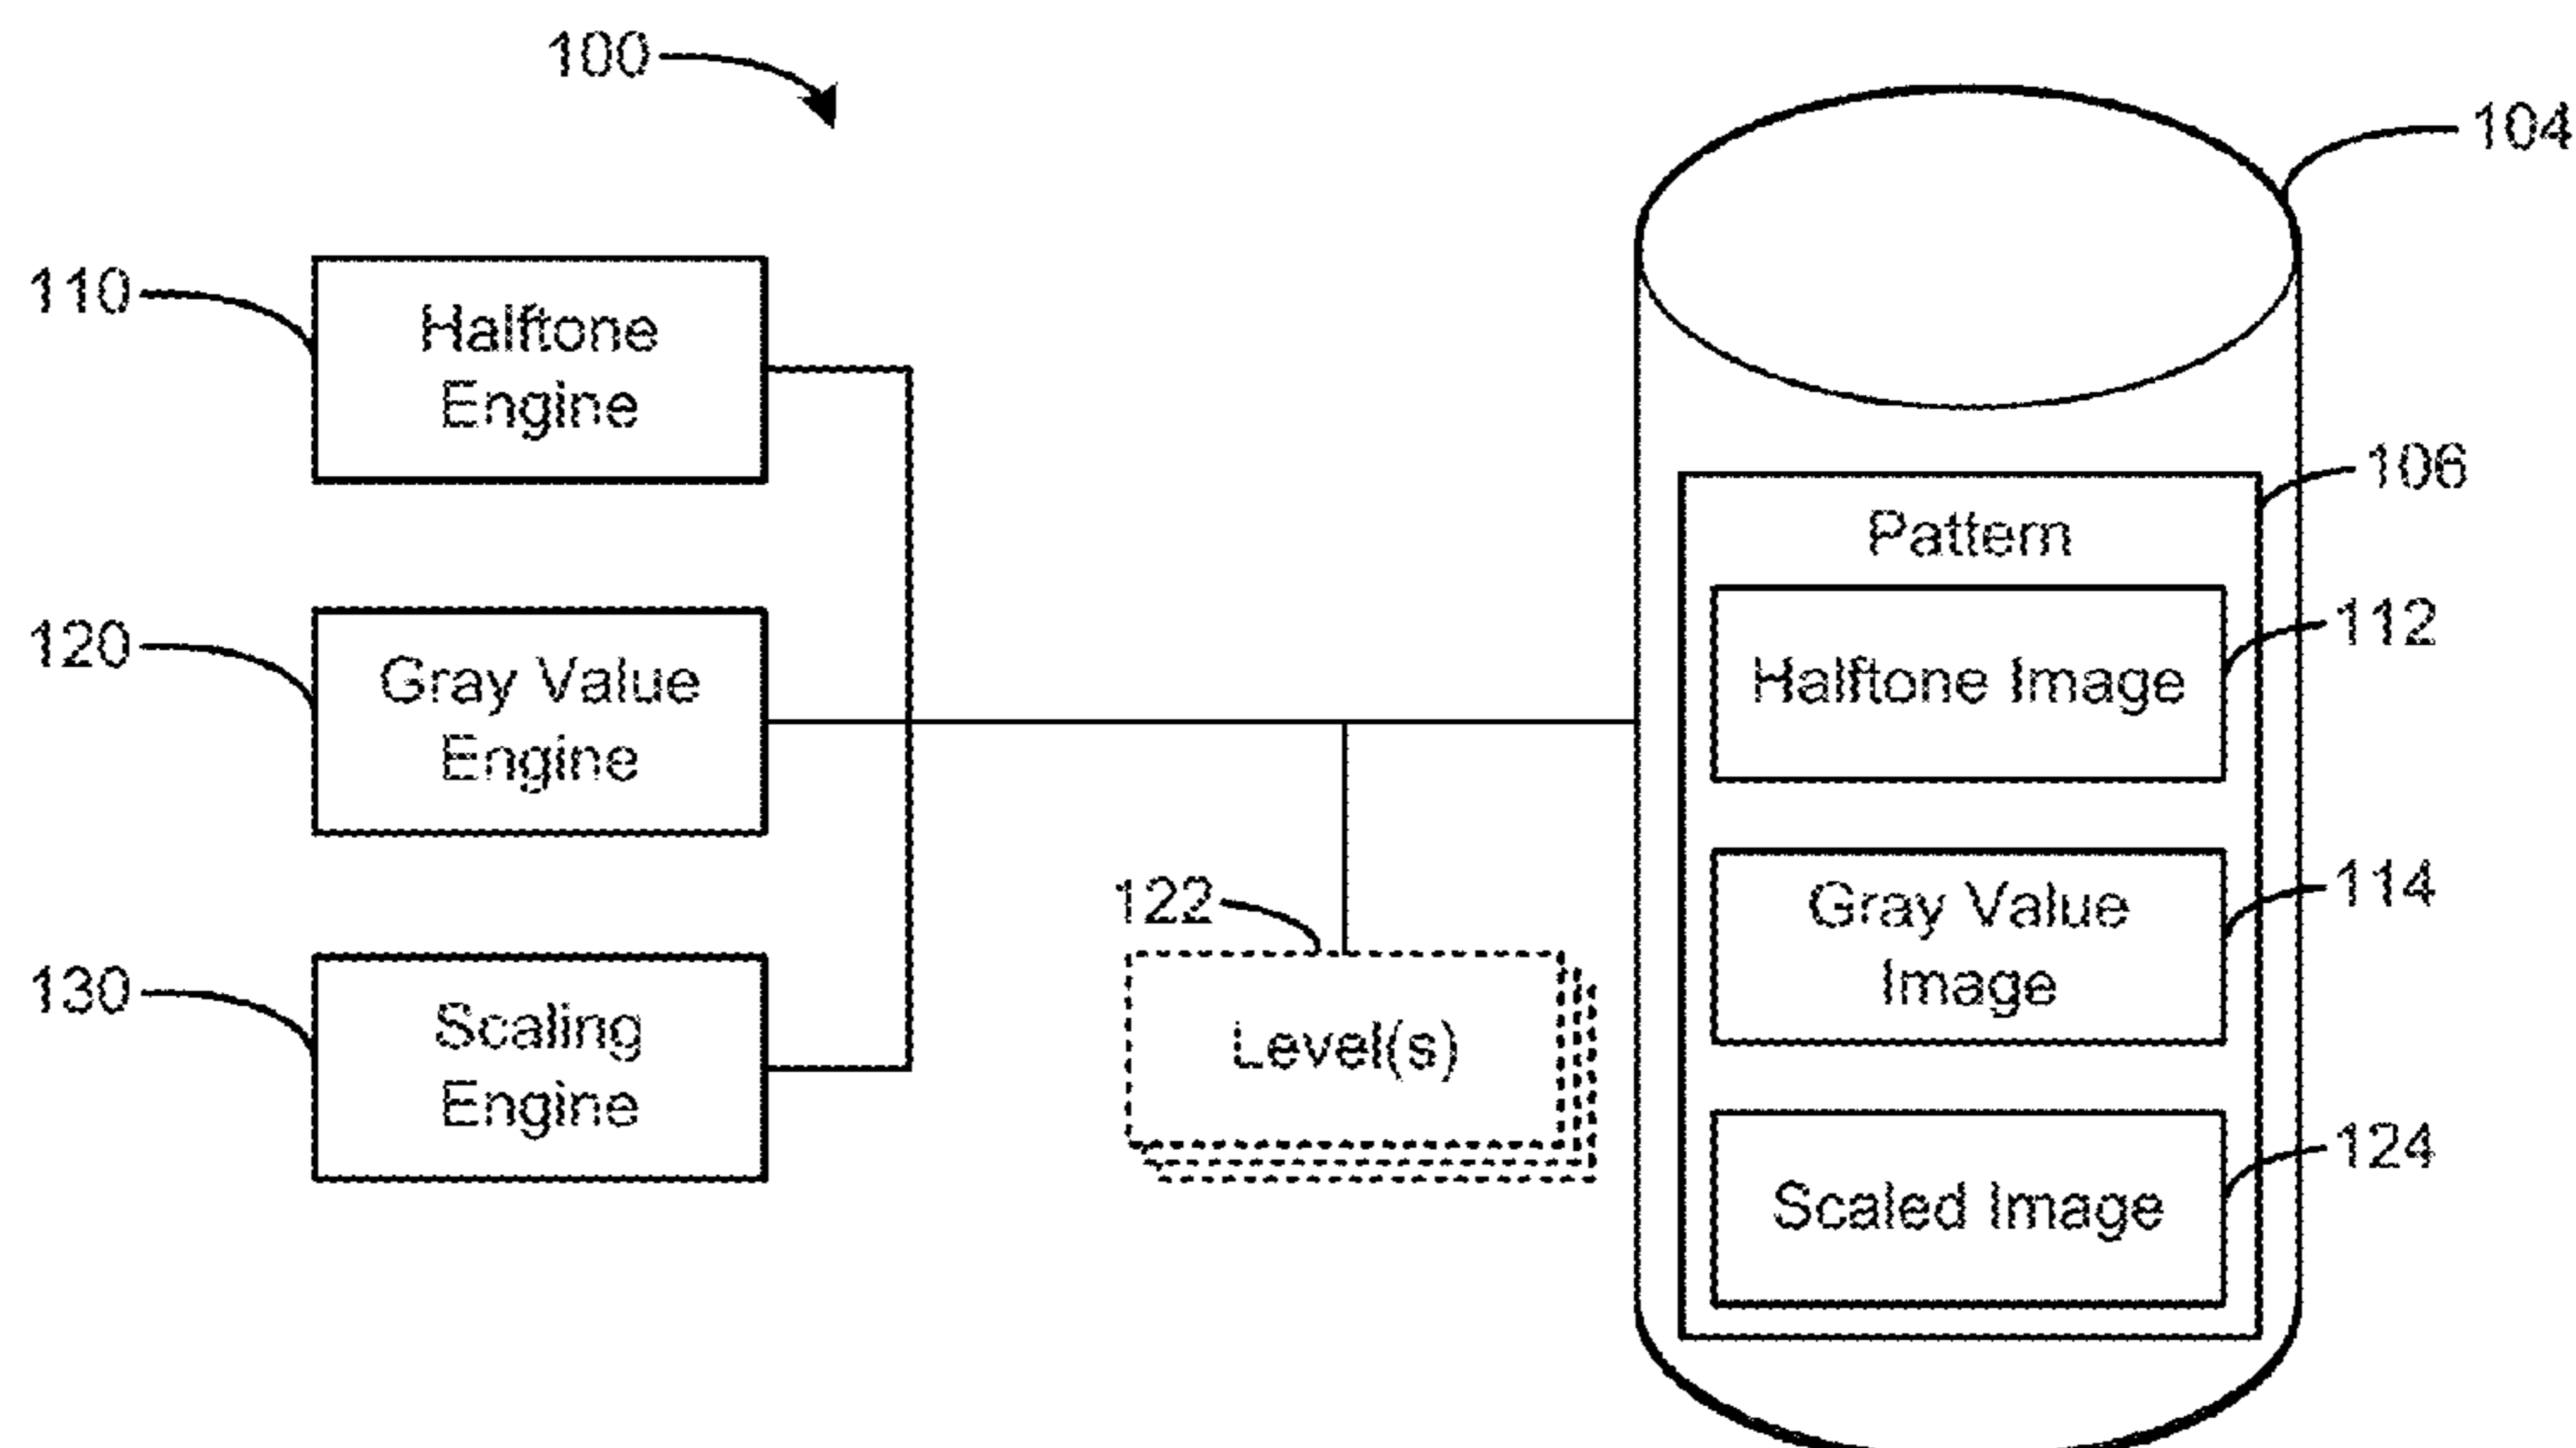 100
104
110
Halftone
Engine
106
Pattern
112
Halftone Image
120
Gray Value
Engine
114
Gray Value
Image
122
Level(s)
130
Scaling
Engine
124
Scaled Image